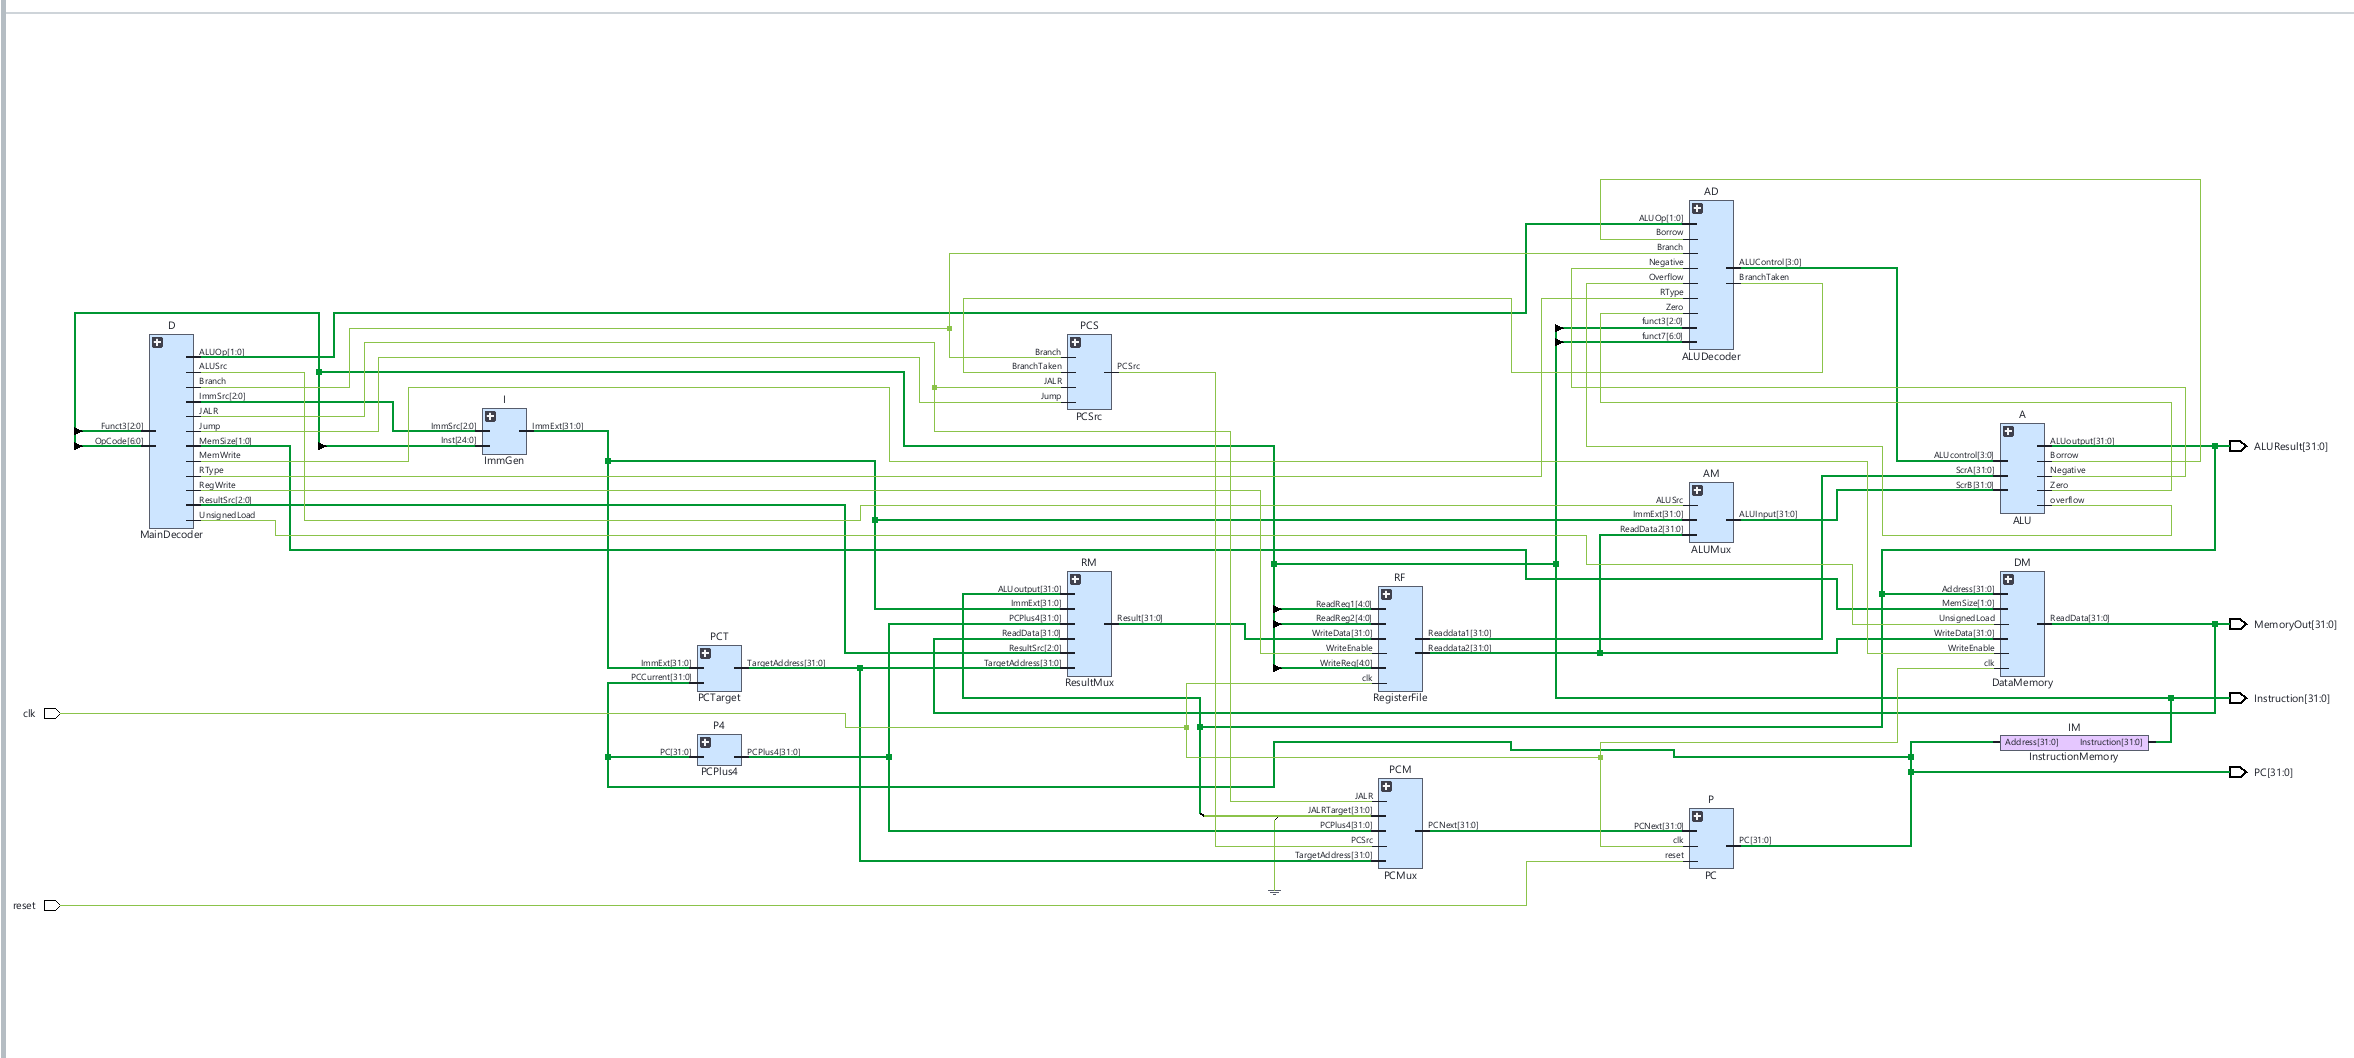 AD
ALUOp[1:0]
Borrow
Branch
Negative
Overflow
RType
Zero
funct3[2:0]
funct7[6:0]
ALUControl[3:0]
BranchTaken
ALUDecoder
D
Funct3[2:0]
OpCode[6:0]
ALUOp[1:0]
ALUSrc
Branch
ImmSrc[2:0]
JALR
Jump
MemSize[1:0]
MemWrite
RType
RegWrite
ResultSrc[2:0]
UnsignedLoad
MainDecoder
I
ImmSrc[2:0]
Inst[24:0]
ImmExt[31:0]
ImmGen
PCS
Branch
BranchTaken
JALR
Jump
PCSrc
PCSrc
A
ALUcontrol[3:0]
ScrA[31:0]
ScrB[31:0]
ALUoutput[31:0]
Borrow
Negative
Zero
overflow
ALU
ALUResult[31:0]
AM
ALUSrc
ImmExt[31:0]
ReadData2[31:0]
ALUInput[31:0]
ALUMux
RM
ALUoutput[31:0]
ImmExt[31:0]
PCPlus4[31:0]
ReadData[31:0]
ResultSrc[2:0]
TargetAddress[31:0]
Result[31:0]
ResultMux
RF
ReadReg1[4:0]
ReadReg2[4:0]
WriteData[31:0]
WriteEnable
WriteReg[4:0]
clk
Readdata1[31:0]
Readdata2[31:0]
RegisterFile
DM
Address[31:0]
MemSize[1:0]
UnsignedLoad
WriteData[31:0]
WriteEnable
clk
ReadData[31:0]
DataMemory
MemoryOut[31:0]
PCT
ImmExt[31:0]
PCCurrent[31:0]
TargetAddress[31:0]
PCTarget
Instruction[31:0]
clk
P4
PC[31:0]
PCPlus4[31:0]
PCPlus4
IM
Address[31:0] Instruction[31:0]
InstructionMemory
PC[31:0]
PCM
JALR
JALRTarget[31:0]
PCPlus4[31:0]
PCSrc
TargetAddress[31:0]
PCNext[31:0]
PCMux
P
PCNext[31:0]
clk
reset
PC[31:0]
PC
reset